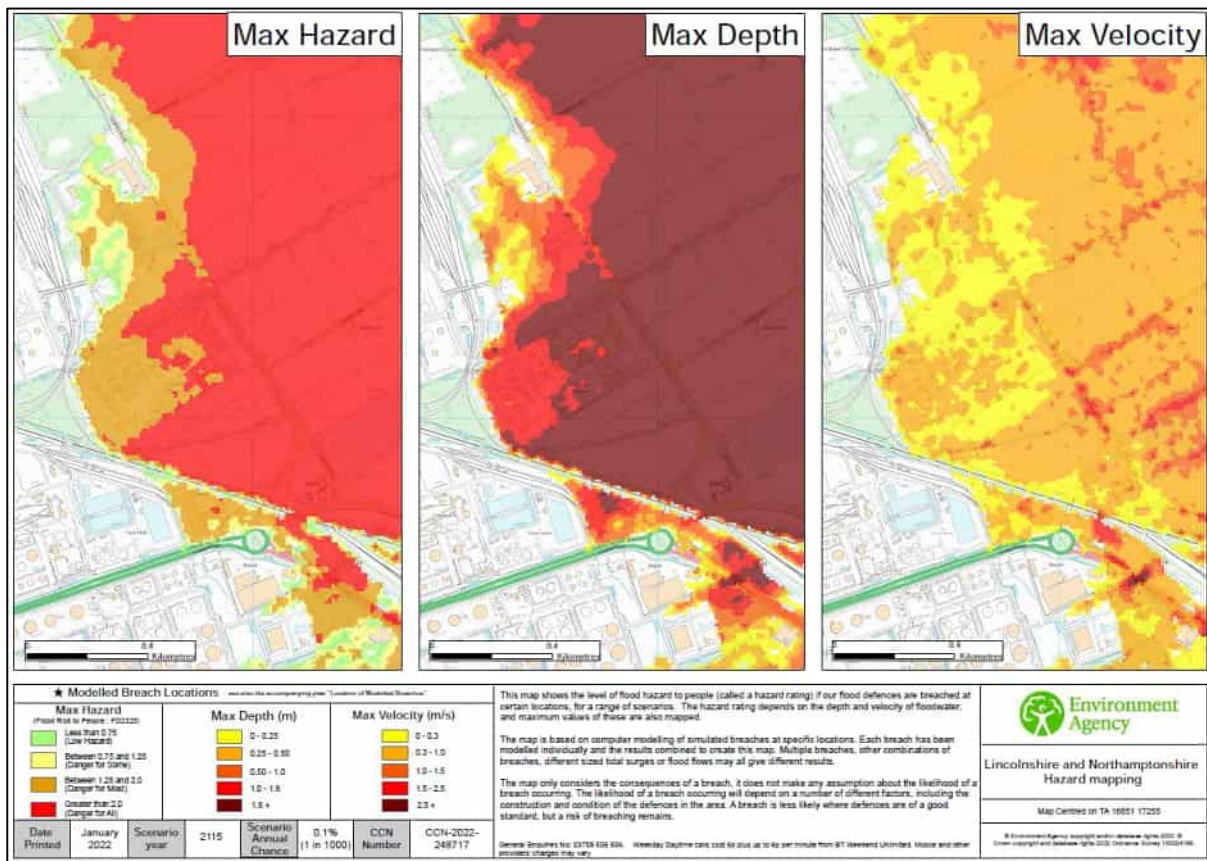 Max Hazard
Max Depth
Max Velocity
Kilometres
Kilometres
Kilometres
★ Modelled Breach Locations
Max Hazard
Less than 0.75
(Low Hazard)
Between 0.75 and 1.25
(Danger for Some)
Between 1.25 and 2.0
(Danger for Most)
Greater than 2.0
(Danger for All)
Max Depth (m)
0 - 0.25
0.25 - 0.50
0.50 - 1.0
1.0 - 1.5
1.5 +
Max Velocity (m/s)
0 - 0.3
0.3 - 1.0
1.0 - 1.5
1.5 - 2.5
2.5 +
Date Printed
January 2022
Scenario year
2115
Scenario Annual Chance
0.1%
(1 in 1000)
CCN Number
CCN-2022-
248717
This map shows the level of flood hazard to people (called a hazard rating) if our flood defences are breached at
certain locations, for a range of scenarios. The hazard rating depends on the depth and velocity of floodwater,
and maximum values of these are also mapped.
The map is based on computer modelling of simulated breaches at specific locations. Each breach has been
modelled individually and the results combined to create this map. Multiple breaches, other combinations of
breaches, different sized tidal surges or flood flows may all give different results.
The map only considers the consequences of a breach, it does not make any assumption about the likelihood of a
breach occurring. The likelihood of a breach occurring will depend on a number of different factors, including the
construction and condition of the defences in the area. A breach is less likely where defences are of a good
standard, but a risk of breaching remains.
Environment
Agency
Lincolnshire and Northamptonshire
Hazard mapping
Map Centred on TA 16651 17255